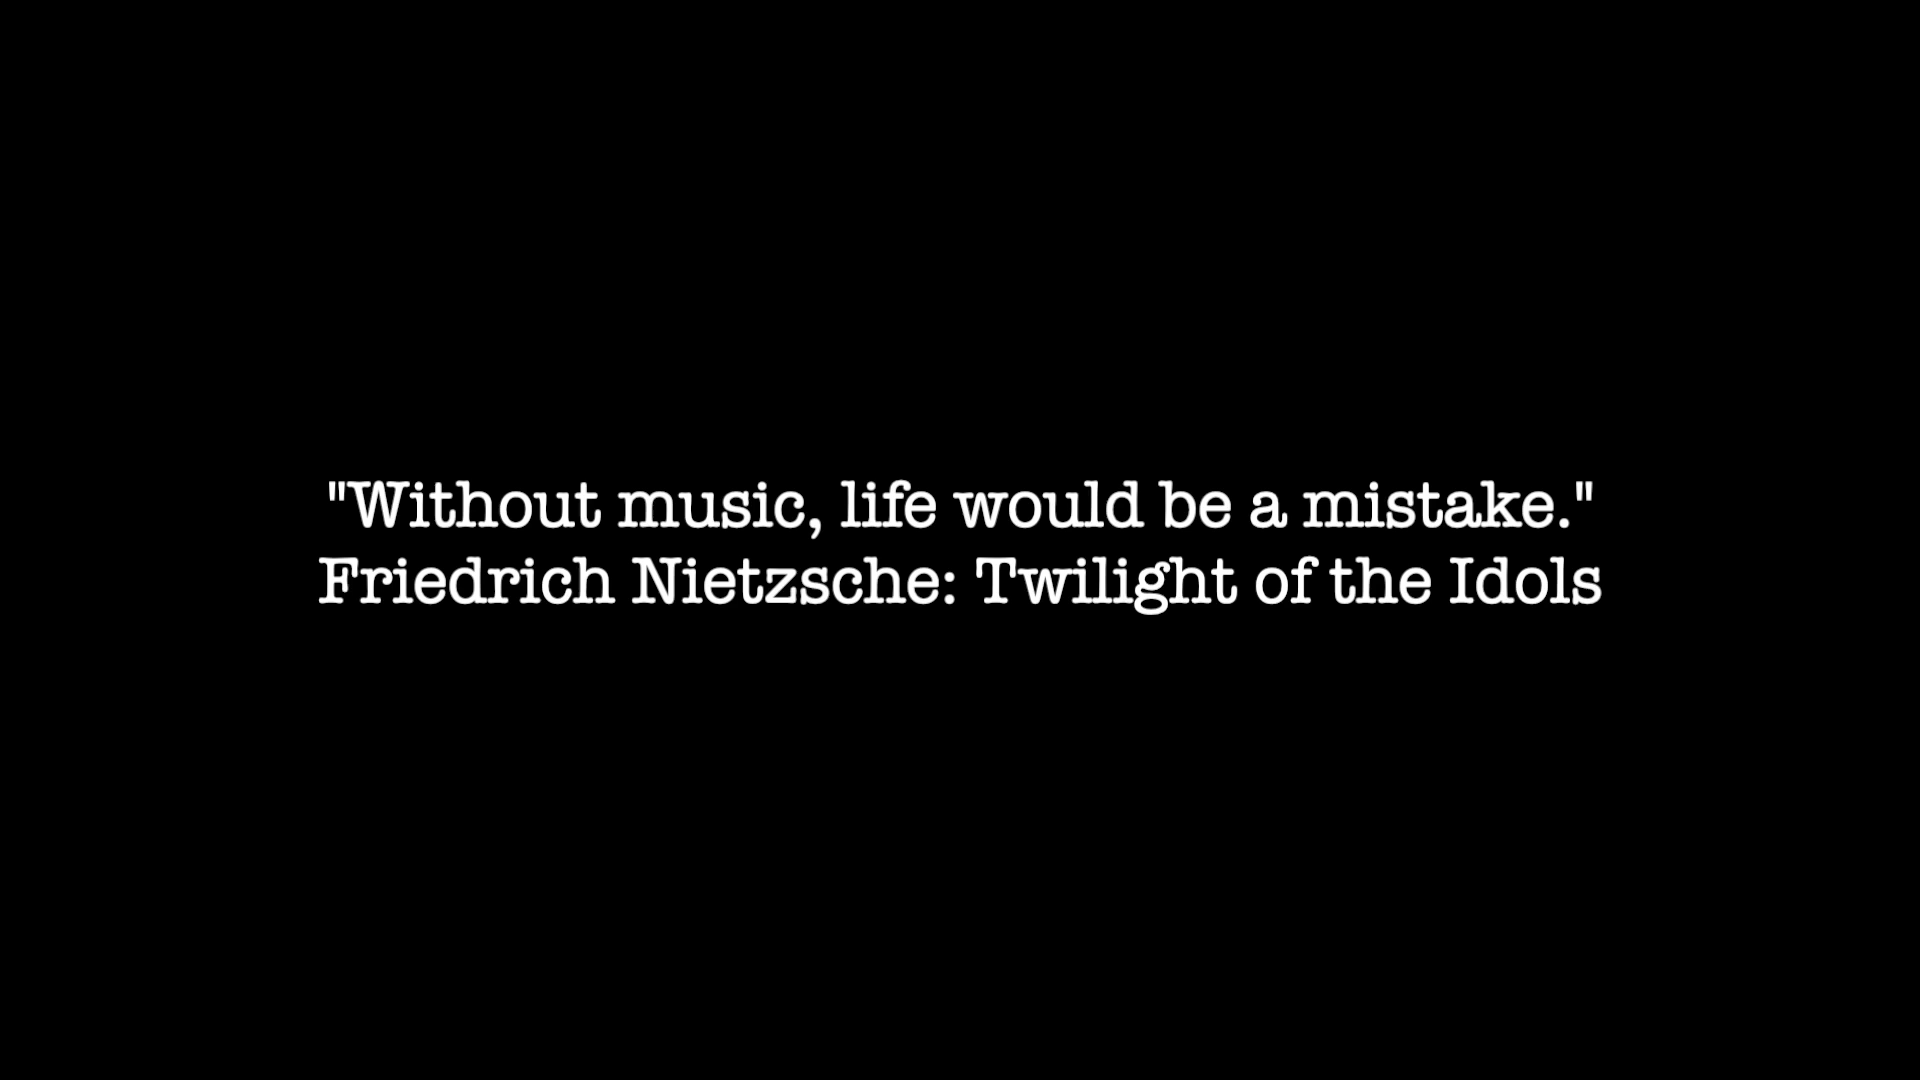 "Without music, life would be a mistake."
Friedrich Nietzsche: Twilight of the Idols